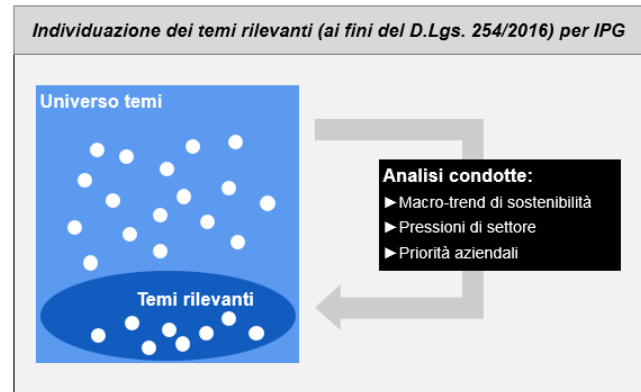 Individuazione dei temi rilevanti (ai fini del D.Lgs. 254/2016) per IPG
Universo temi
Analisi condotte:
►Macro-trend di sostenibilità
►Pressioni di settore
►Priorità aziendali
Temi rilevanti